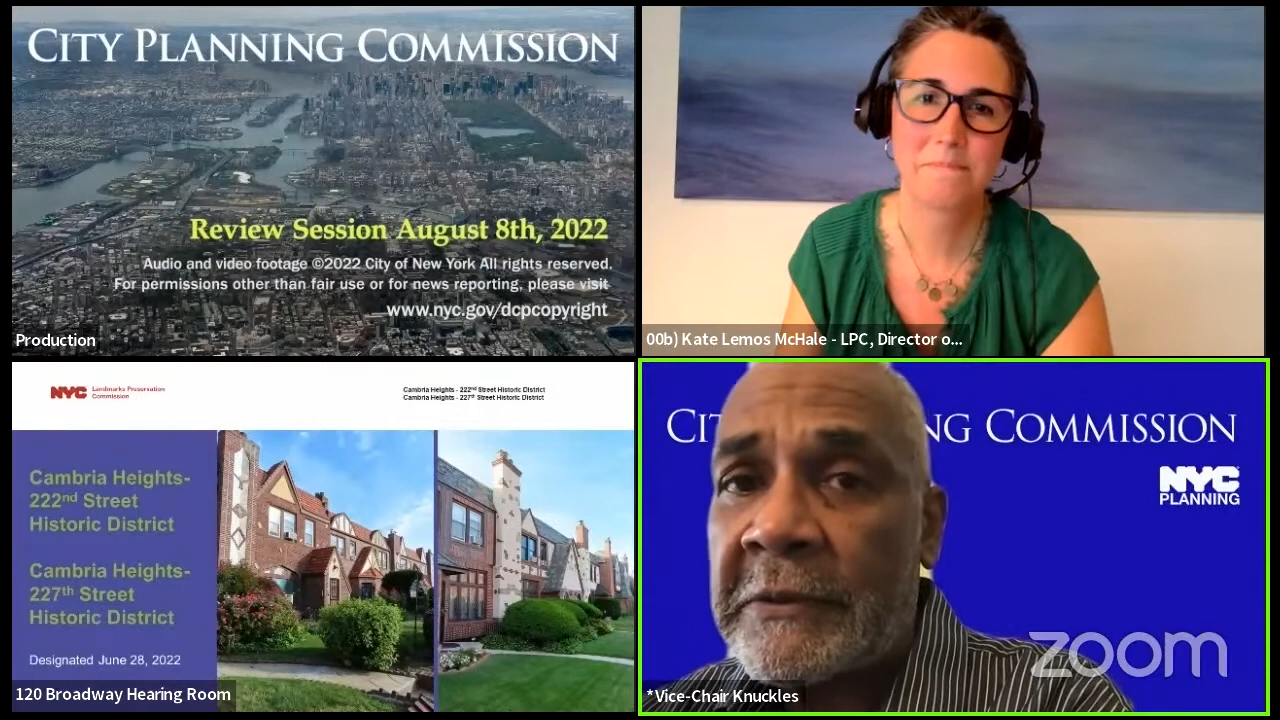 CITY PLANNING COMMISSION
Review Session August 8th, 2022
Audio and video footage ©2022 City of New York All rights reserved.
For permissions other than fair use or for news reporting, please visit
www.nyc.gov/dcpcopyright
Production
00b) Kate Lemos McHale - LPC, Director o...
NYC Landmarks Preservation
Commission
Cambria Heights - 222nd Street Historic District
Cambria Heights - 227th Street Historic District
Cambria Heights-
222nd Street
Historic District
Cambria Heights-
227th Street
Historic District
Designated June 28, 2022
120 Broadway Hearing Room
CIT NG COMMISSION
NYC
PLANNING
zoom
*Vice-Chair Knuckles